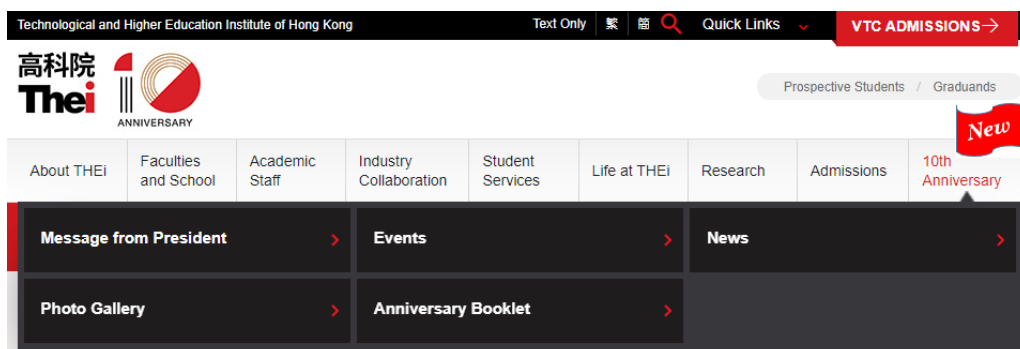 Technological and Higher Education Institute of Hong Kong
Text Only 繁 簡 Quick Links VTC ADMISSIONS
高科院
THei
10
ANNIVERSARY
Prospective Students / Graduands
New
About THEi
Faculties
and School
Academic
Staff
Industry
Collaboration
Student
Services
Life at THEi
Research
Admissions
10th
Anniversary
Message from President
Events
News
Photo Gallery
Anniversary Booklet